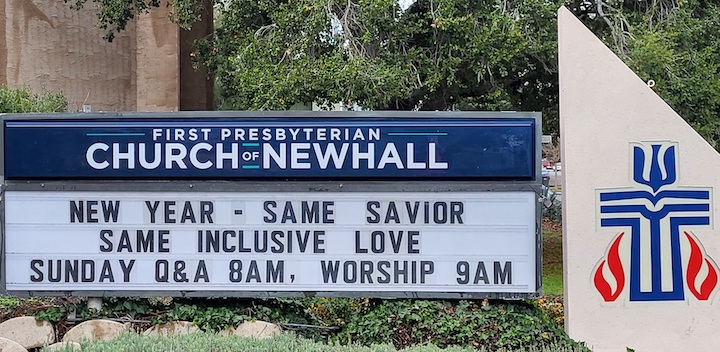 FIRST PRESBYTERIAN
CHURCH OF NEWHALL
NEW YEAR - SAME SAVIOR
SAME INCLUSIVE LOVE
SUNDAY Q&A 8AM, WORSHIP 9AM